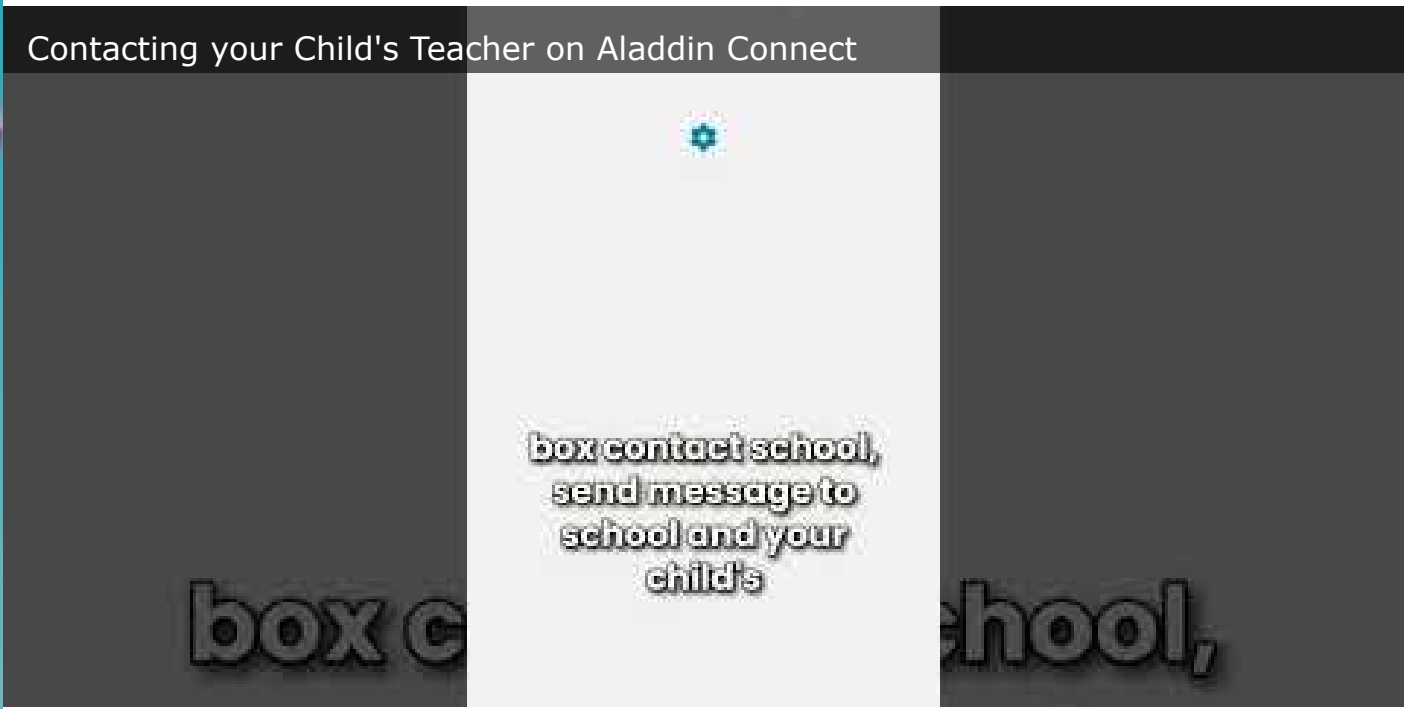 Contacting your Child's Teacher on Aladdin Connect
box contact school,
send message to
school and your
child's
box c
chool,